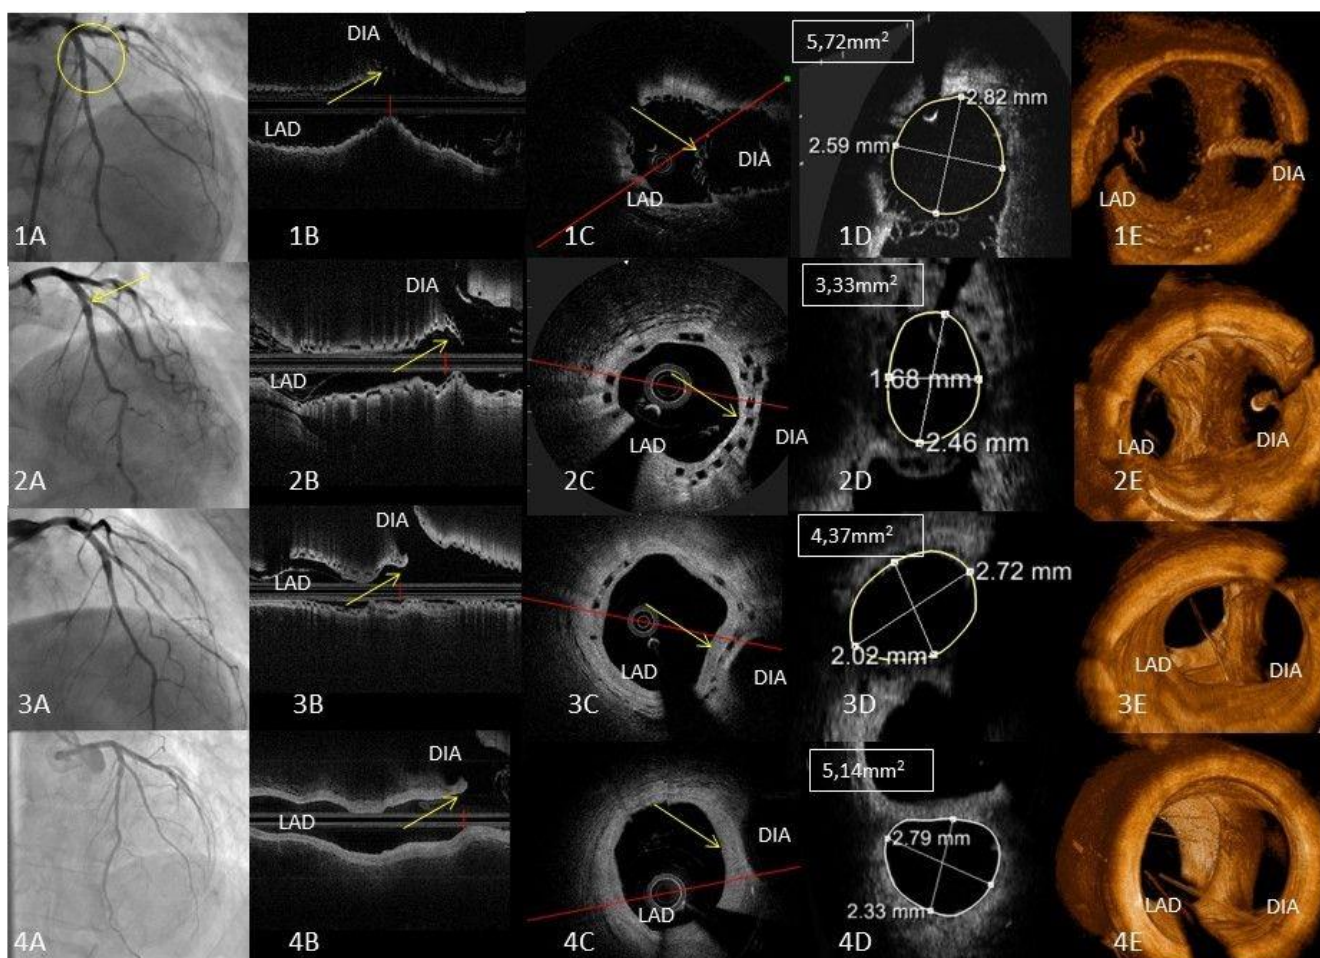 DIA
LAD
1A
1B
LAD
DIA
1C
5,72mm²
2.82 mm
2.59 mm
1D
LAD
DIA
1E
DIA
LAD
2A
2B
LAD
DIA
2C
3,33mm²
1.68 mm
2.46 mm
2D
LAD
DIA
2E
DIA
LAD
3A
3B
LAD
DIA
3C
4,37mm²
2.72 mm
2.02 mm
3D
LAD
DIA
3E
DIA
LAD
4A
4B
DIA
LAD
4C
5,14mm²
2.79 mm
2.33 mm
4D
LAD
DIA
4E